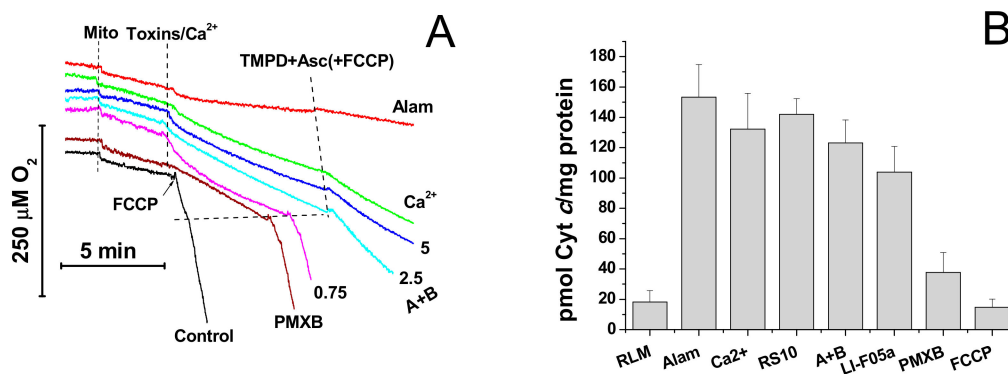 A
Mito Toxins/Ca²⁺
TMPD+Asc(+FCCP)
Alam
250 µM O₂
FCCP
Ca²⁺
5 min
5
2.5
A+B
0.75
PMXB
Control
B
pmol Cyt c/mg protein
180
160
140
120
100
80
60
40
20
0
RLM
Alam
Ca2+
RS10
A+B
LI-F05a
PMXB
FCCP